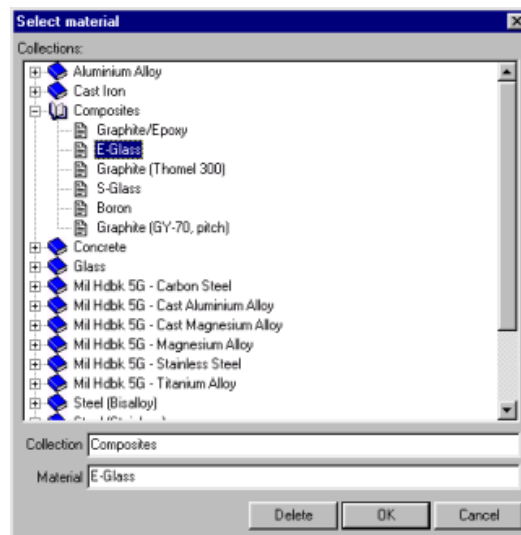 Select material
Collections:
Aluminium Alloy
Cast Iron
Composites
Graphite/Epoxy
E-Glass
Graphite (Thornel 300)
S-Glass
Boron
Graphite (GY-70, pitch)
Concrete
Glass
Mil Hdbk 5G - Carbon Steel
Mil Hdbk 5G - Cast Aluminium Alloy
Mil Hdbk 5G - Cast Magnesium Alloy
Mil Hdbk 5G - Magnesium Alloy
Mil Hdbk 5G - Stainless Steel
Mil Hdbk 5G - Titanium Alloy
Steel (Bisalloy)
Collection Composites
Material E-Glass
Delete OK Cancel